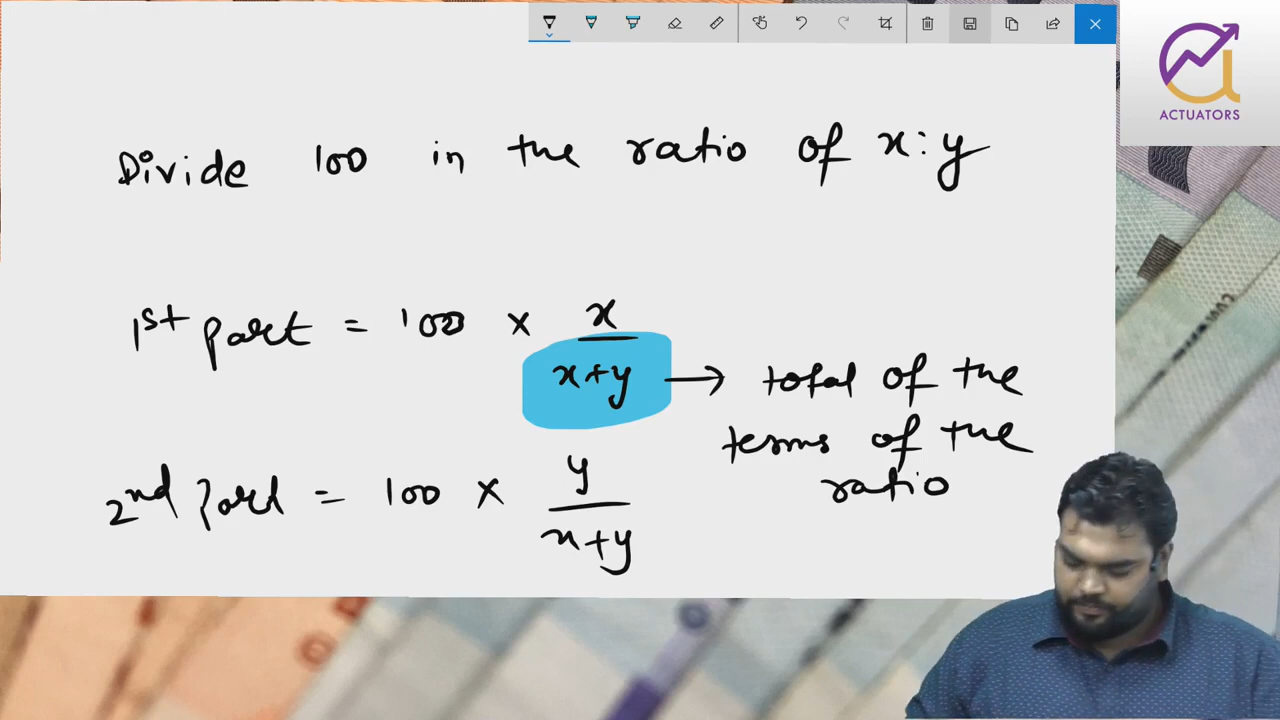 ACTUATORS
Divide 100 in the ratio of x:y
1st part = 100 × x/x+y → total of the
terms of the
ratio
2nd Part = 100 × y/x+y